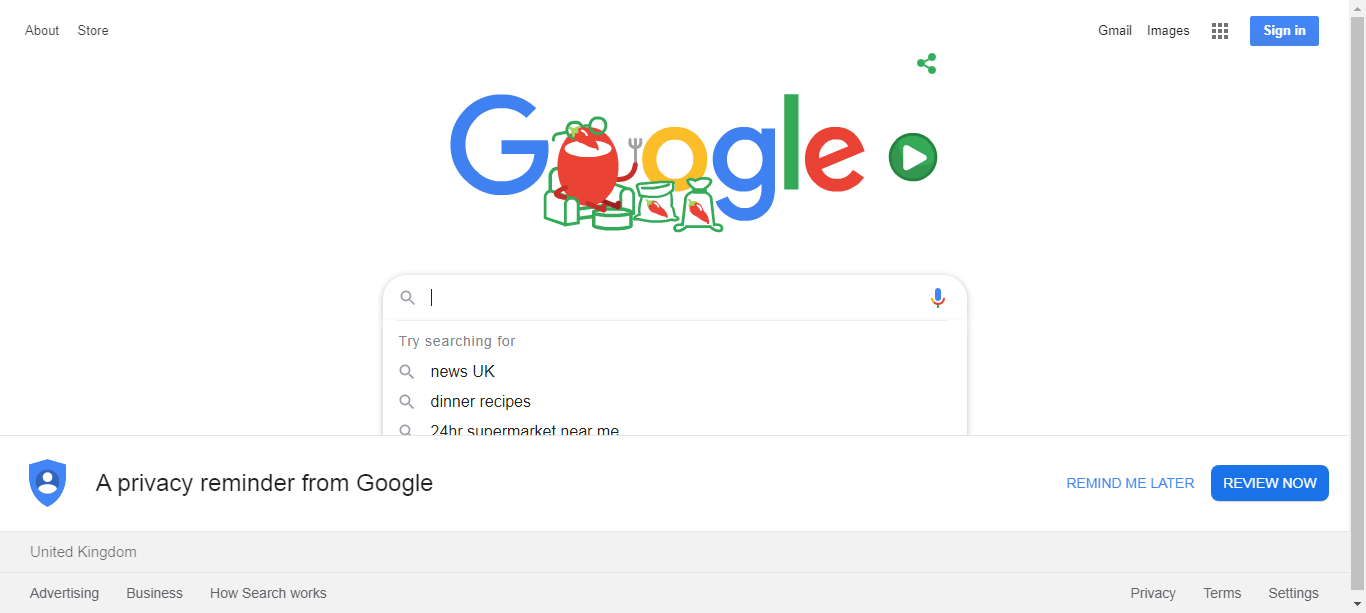 About Store
Gmail Images Sign in
Google
Try searching for
news UK
dinner recipes
24hr supermarket near me
A privacy reminder from Google
REMIND ME LATER REVIEW NOW
United Kingdom
Advertising Business How Search works
Privacy Terms Settings